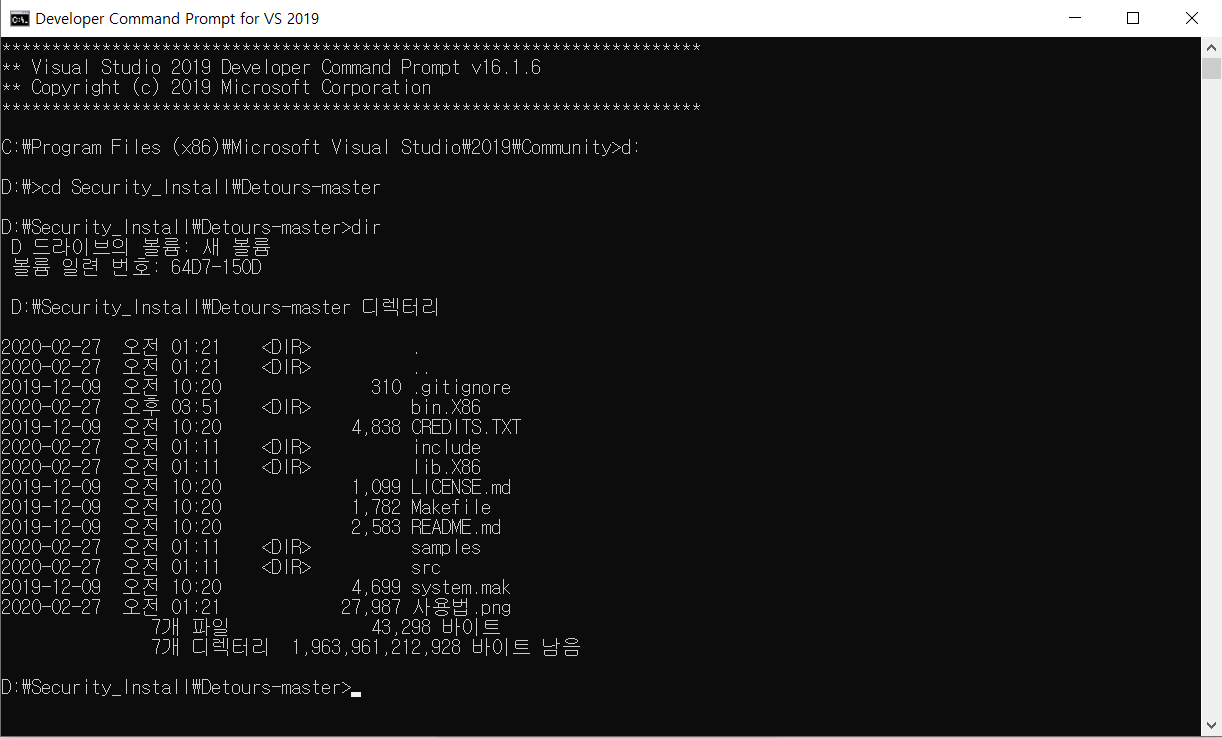 Developer Command Prompt for VS 2019
**********************************************************************
** Visual Studio 2019 Developer Command Prompt v16.1.6
** Copyright (c) 2019 Microsoft Corporation
**********************************************************************
C:₩Program Files (x86)₩Microsoft Visual Studio₩2019₩Community>d:
D:₩>cd Security_Install₩Detours-master
D:₩Security_Install₩Detours-master>dir
D 드라이브의 볼륨: 새 볼륨
볼륨 일련 번호: 64D7-150D
D:₩Security_Install₩Detours-master 디렉터리
2020-02-27 오전 01:21 <DIR> .
2020-02-27 오전 01:21 <DIR> ..
2019-12-09 오전 10:20 310 .gitignore
2020-02-27 오후 03:51 <DIR> bin.X86
2019-12-09 오전 10:20 4,838 CREDITS.TXT
2020-02-27 오전 01:11 <DIR> include
2020-02-27 오전 01:11 <DIR> lib.X86
2019-12-09 오전 10:20 1,099 LICENSE.md
2019-12-09 오전 10:20 1,782 Makefile
2019-12-09 오전 10:20 2,583 README.md
2020-02-27 오전 01:11 <DIR> samples
2020-02-27 오전 01:11 <DIR> src
2019-12-09 오전 10:20 4,699 system.mak
2020-02-27 오전 01:21 27,987 사용법.png
7개 파일 43,298 바이트
7개 디렉터리 1,963,961,212,928 바이트 남음
D:₩Security_Install₩Detours-master>